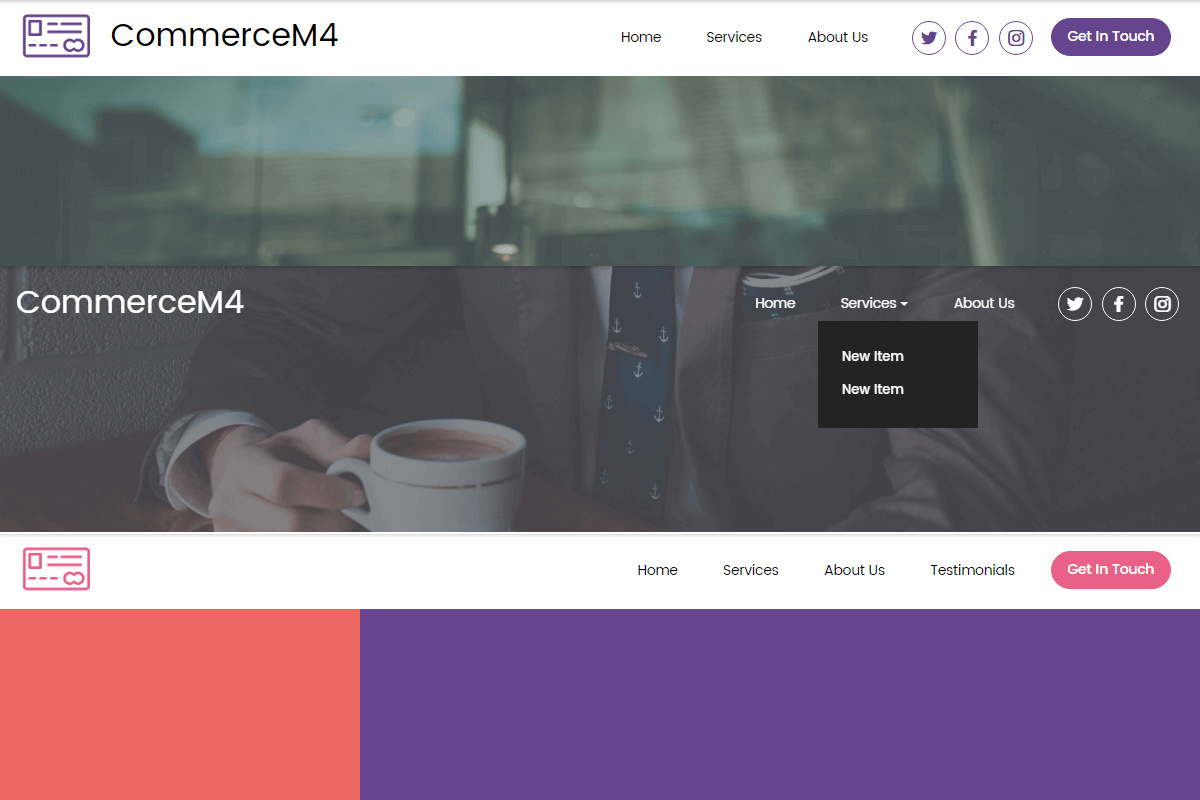 CommerceM4 Home Services About Us Get In Touch
CommerceM4 Home Services About Us
New Item
New Item
Home Services About Us Testimonials Get In Touch